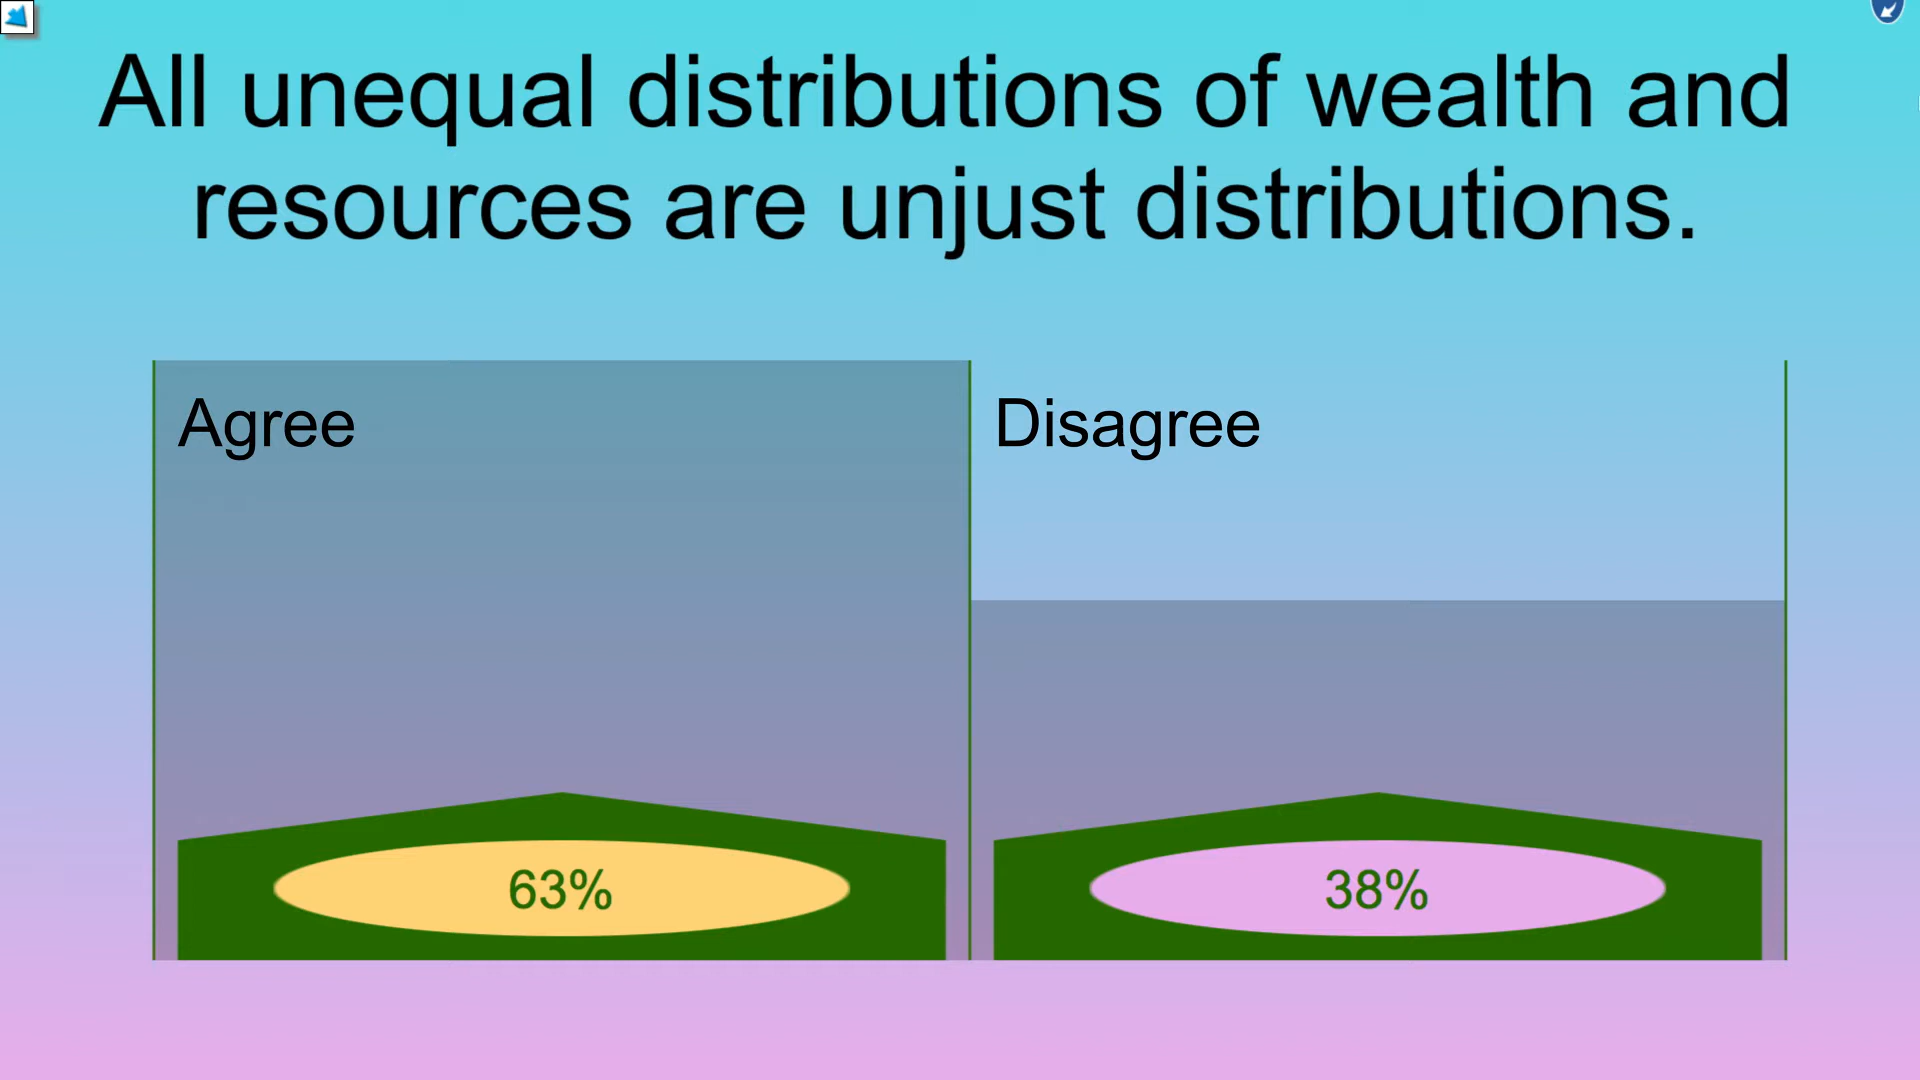 All unequal distributions of wealth and
resources are unjust distributions.
Agree
Disagree
63%
38%